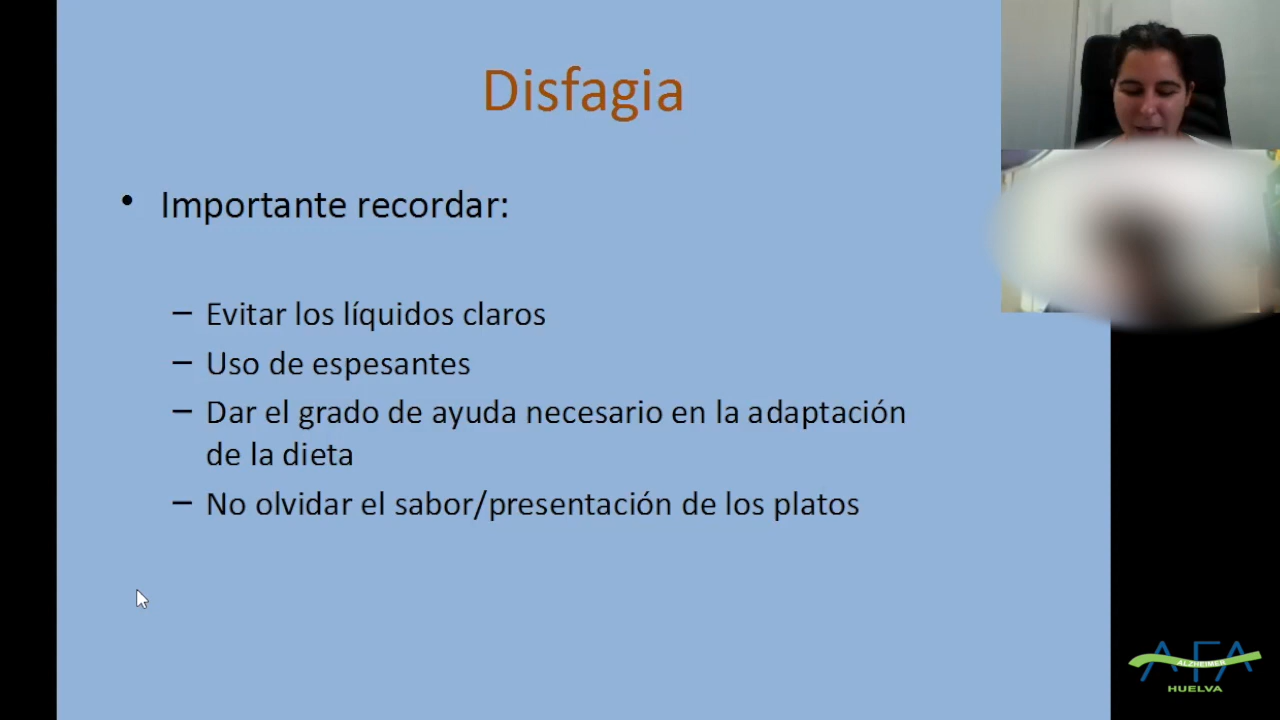 Disfagia
• Importante recordar:
– Evitar los líquidos claros
– Uso de espesantes
– Dar el grado de ayuda necesario en la adaptación
de la dieta
– No olvidar el sabor/presentación de los platos
AFA
ALZHEIMER
HUELVA